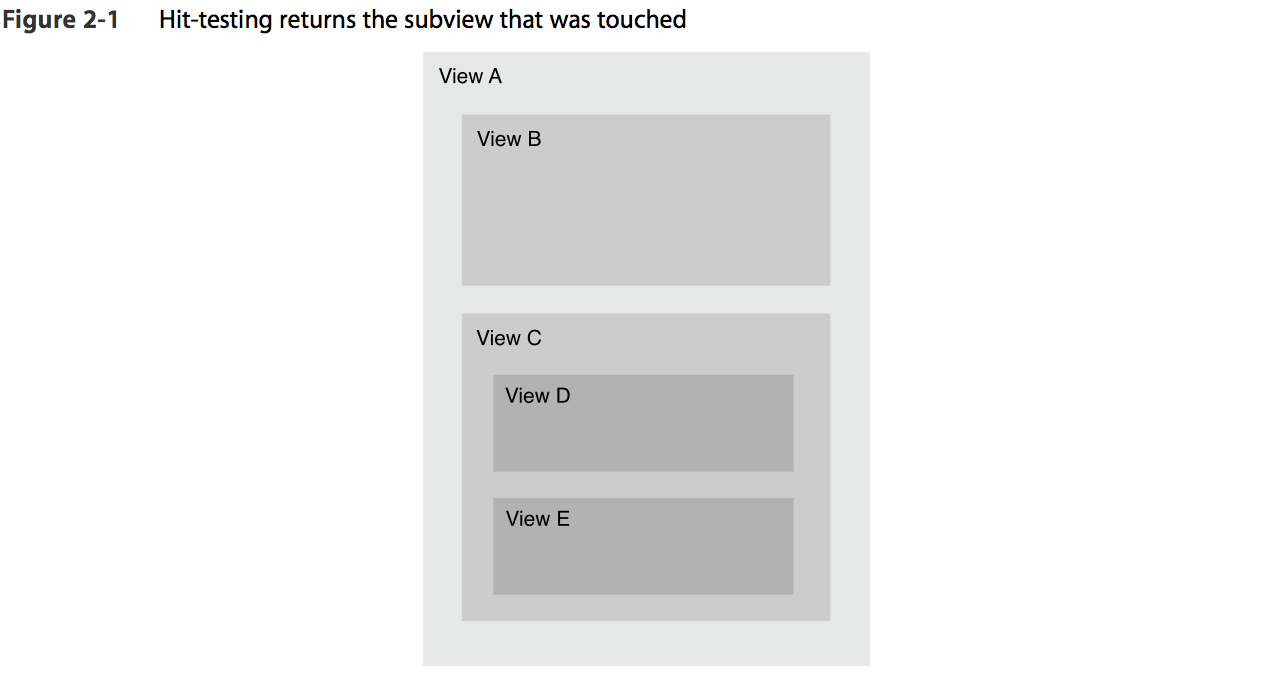 Figure 2-1 Hit-testing returns the subview that was touched
View A
View B
View C
View D
View E